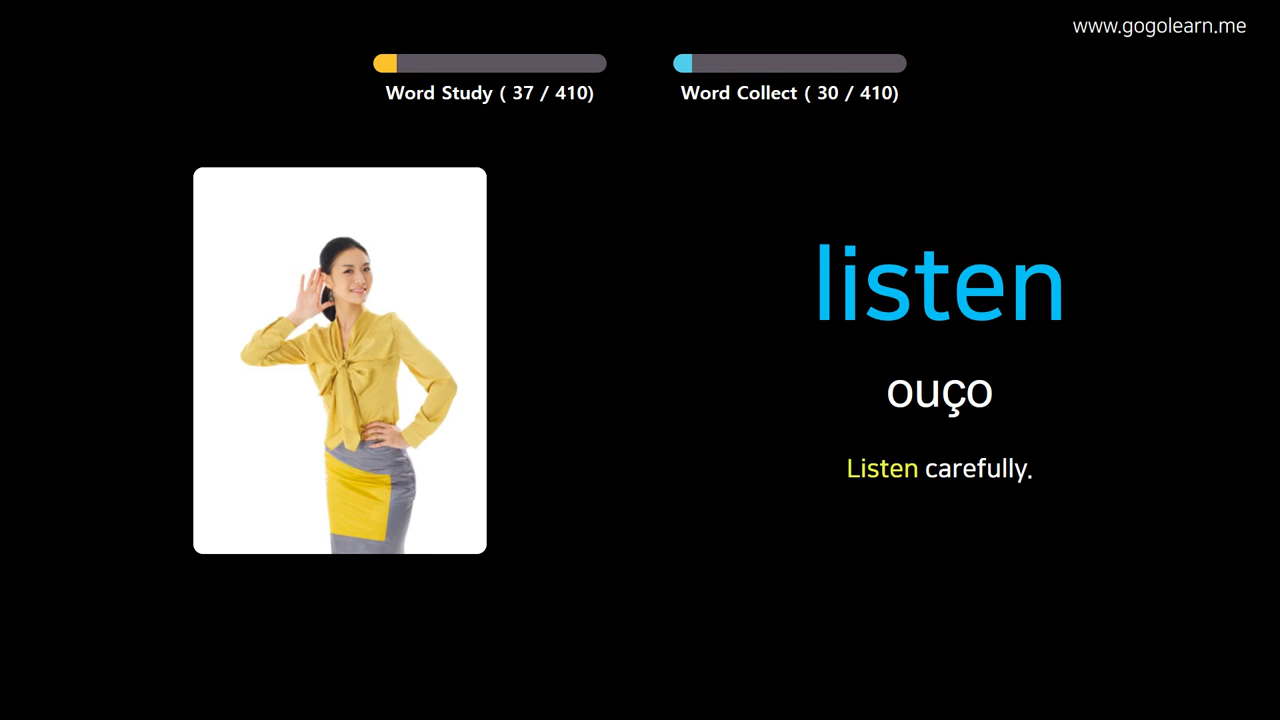 www.gogolearn.me
Word Study ( 37 / 410)
Word Collect ( 30 / 410)
listen
ouço
Listen carefully.